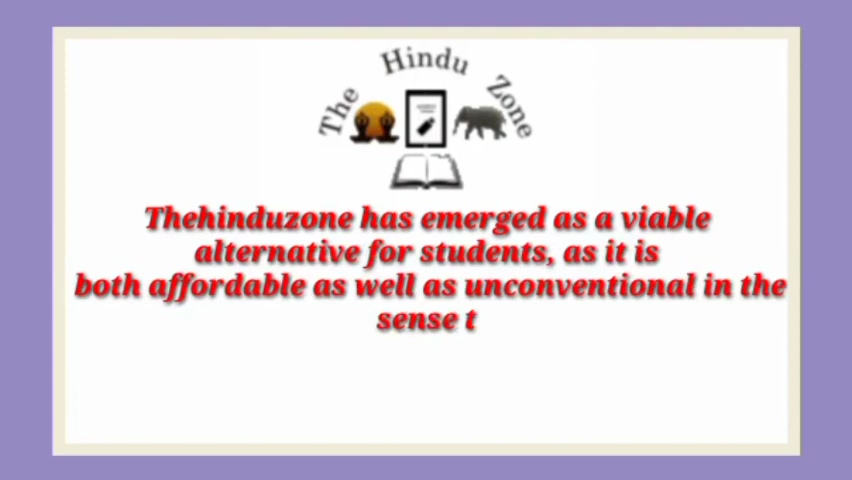 The Hindu Zone
Thehinduzone has emerged as a viable
alternative for students, as it is
both affordable as well as unconventional in the
sense t